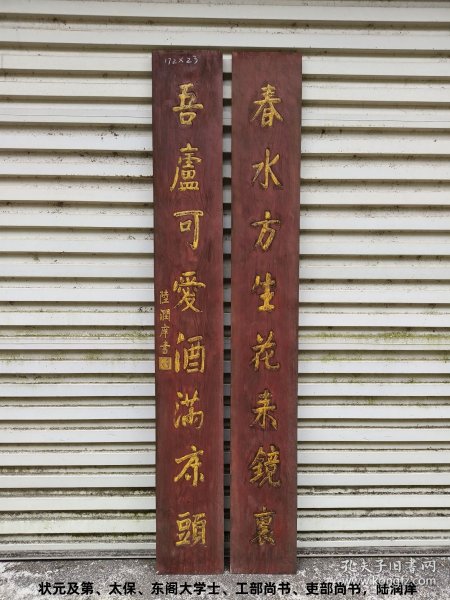 172×23
春水方生花来鏡裏
吾廬可愛酒满床頭
陸潤庠書
孔夫子旧书网
状元及第、太保、东阁大学士、工部尚书、吏部尚书，陆润庠